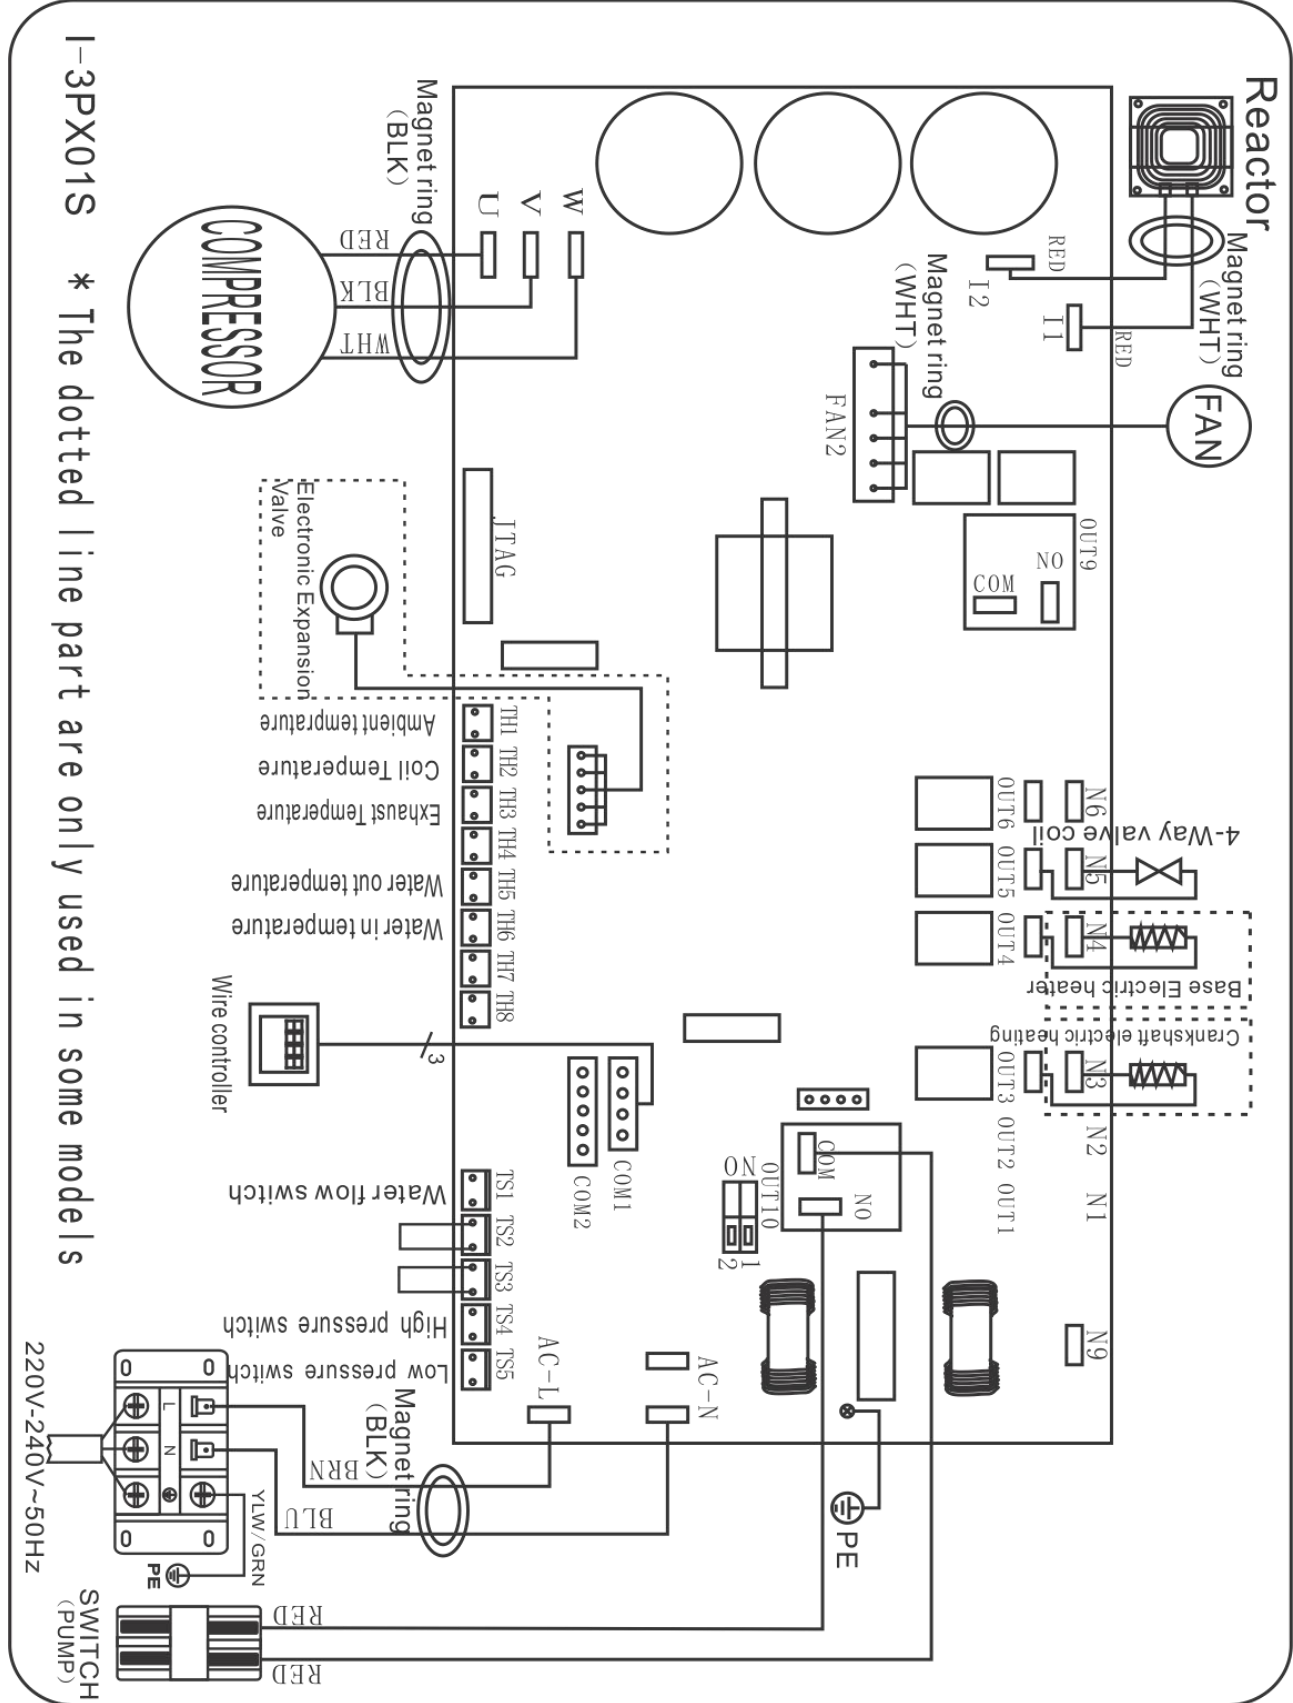 Reactor
Magnet ring
(WHT)
RED
RED
I2
I1
FAN
Magnet ring
(WHT)
FAN2
OUT9
NO
COM
Magnet ring
(BLK)
U
V
W
RED
BLK
WHT
COMPRESSOR
JTAG
Electronic Expansion
Valve
TH1
TH2
TH3
TH4
TH5
TH6
TH7
TH8
Ambient temprature
Coil Temperature
Exhaust Temperature
Water out temperature
Water in temperature
Wire controller
3
COM1
COM2
OUT6
OUT5
OUT4
OUT3
OUT2
OUT1
N6
N5
N4
N3
N2
N1
N9
4-Way valve coil
Base Electric heater
Crankshaft electric heating
COM
NO
OUT10
NO
1
2
TS1
TS2
TS3
TS4
TS5
Water flow switch
High pressure switch
Low pressure switch
AC-L
AC-N
Magnet ring
(BLK)
BRN
BLU
L
N
YLW/GRN
PE
PE
220V-240V~50Hz
SWITCH
(PUMP)
RED
RED
I-3PX01S
* The dotted line part are only used in some models